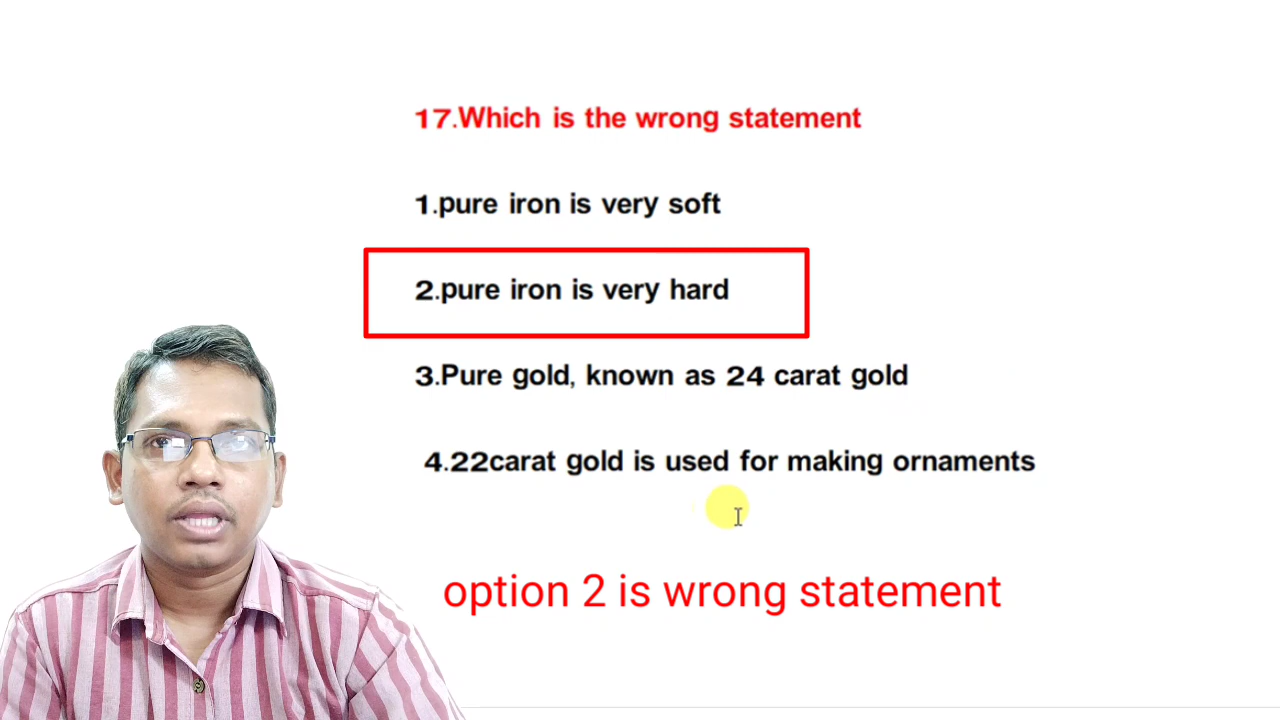 17.Which is the wrong statement
1.pure iron is very soft
2.pure iron is very hard
3.Pure gold, known as 24 carat gold
4.22carat gold is used for making ornaments
option 2 is wrong statement